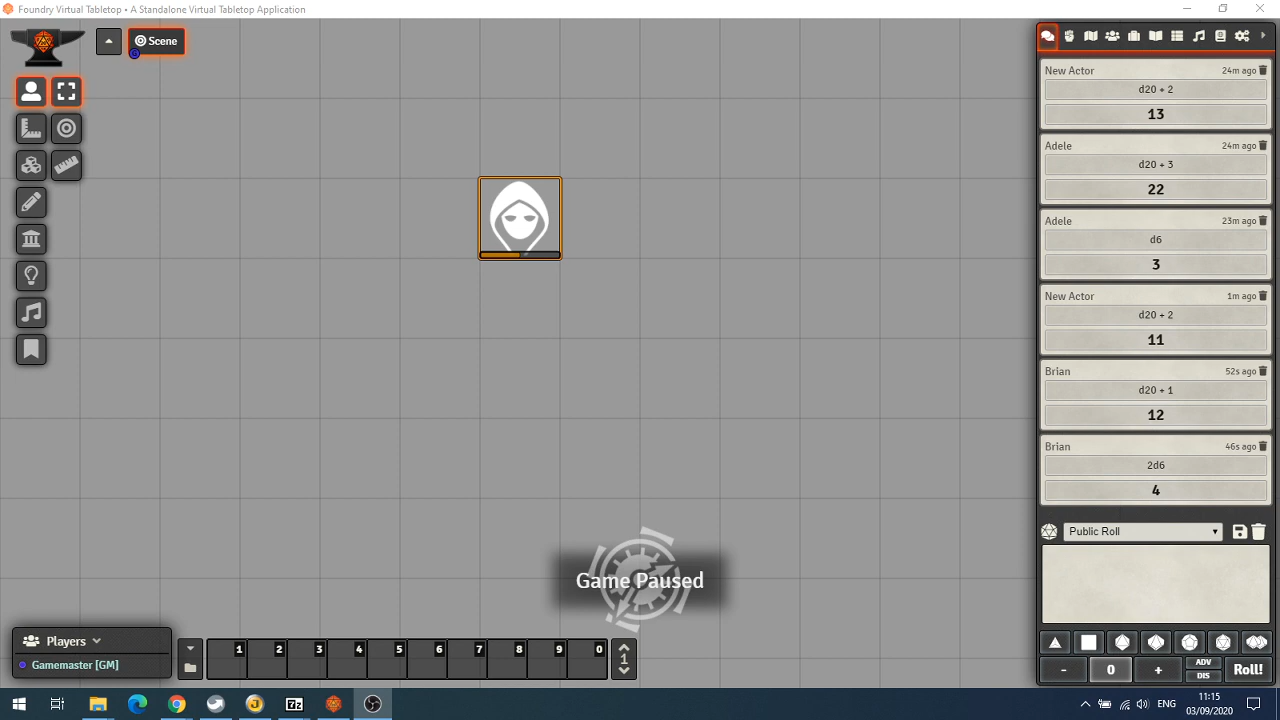 Foundry Virtual Tabletop • A Standalone Virtual Tabletop Application
Scene
G
New Actor 24m ago
d20 + 2
13
Adele 24m ago
d20 + 3
22
Adele 23m ago
d6
3
New Actor 1m ago
d20 + 2
11
Brian 52s ago
d20 + 1
12
Brian 46s ago
2d6
4
Public Roll
Game Paused
Players
Gamemaster [GM]
1 2 3 4 5 6 7 8 9 0
1
- 0 + ADV DIS Roll!
7z
ENG
11:15
03/09/2020